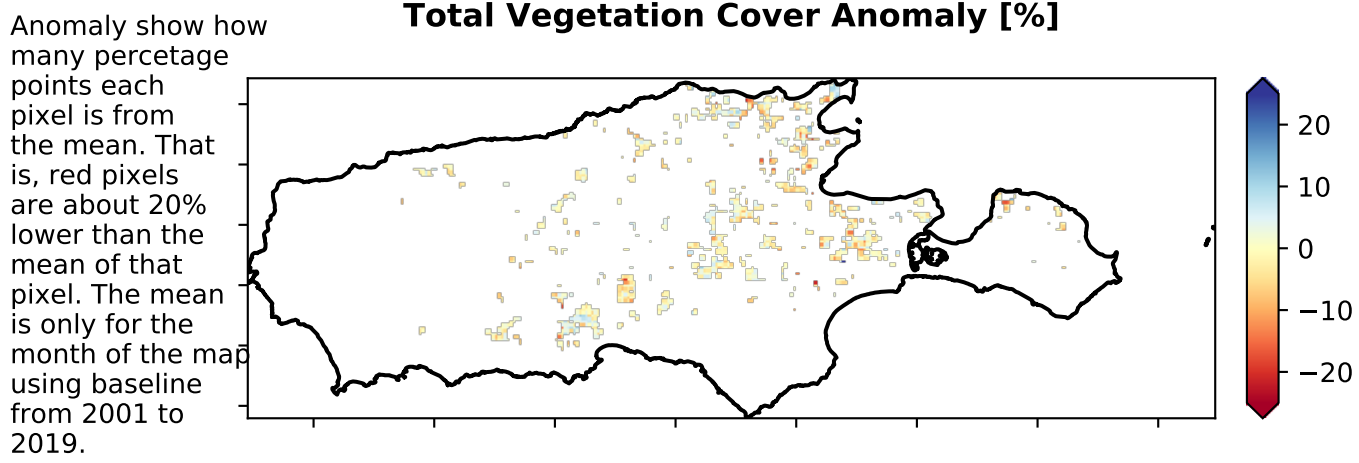 Total Vegetation Cover Anomaly [%]
Anomaly show how
many percetage
points each
pixel is from
the mean. That
is, red pixels
are about 20%
lower than the
mean of that
pixel. The mean
is only for the
month of the map
using baseline
from 2001 to
2019.
20
10
0
−10
−20